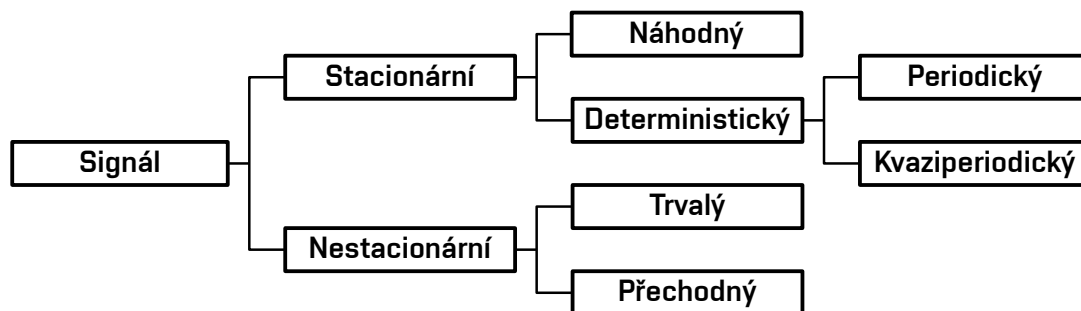 Signál
Stacionární
Náhodný
Deterministický
Periodický
Kvaziperiodický
Nestacionární
Trvalý
Přechodný